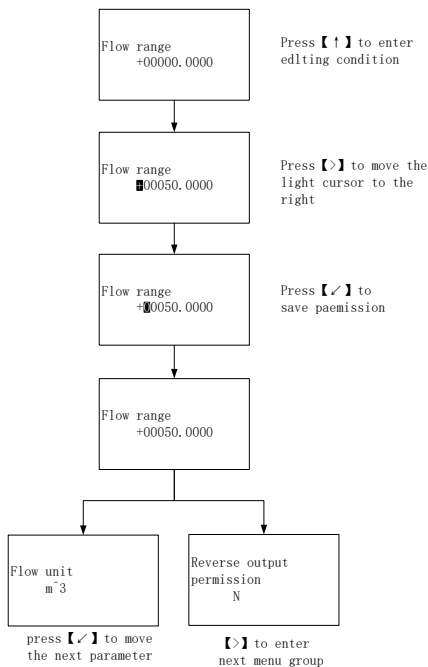 Flow range
+00000.0000
Press【↑】to enter
edlting condition
Flow range
+00050.0000
Press【>】to move the
light cursor to the
right
Flow range
+00050.0000
Press【↙】to
save paemission
Flow range
+00050.0000
Flow unit
m^3
Reverse output
permission
N
press【↙】to move
the next parameter
【>】to enter
next menu group